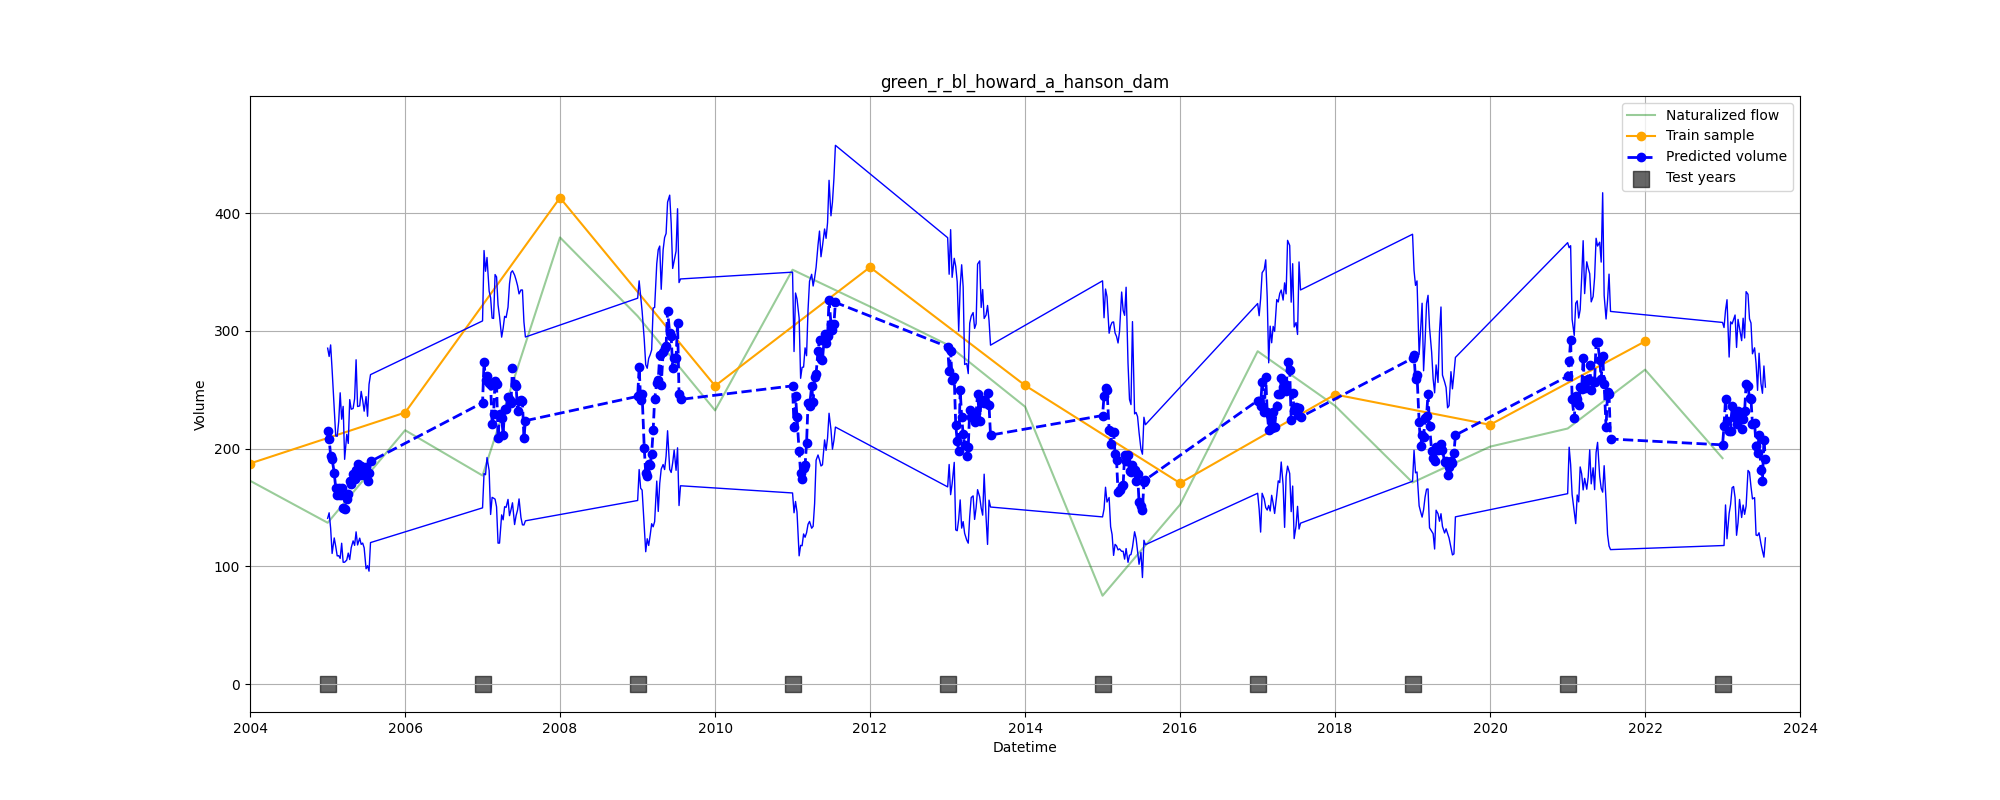 green_r_bl_howard_a_hanson_dam
Naturalized flow
Train sample
Predicted volume
Test years
Volume
400
300
200
100
0
2004 2006 2008 2010 2012 2014 2016 2018 2020 2022 2024
Datetime